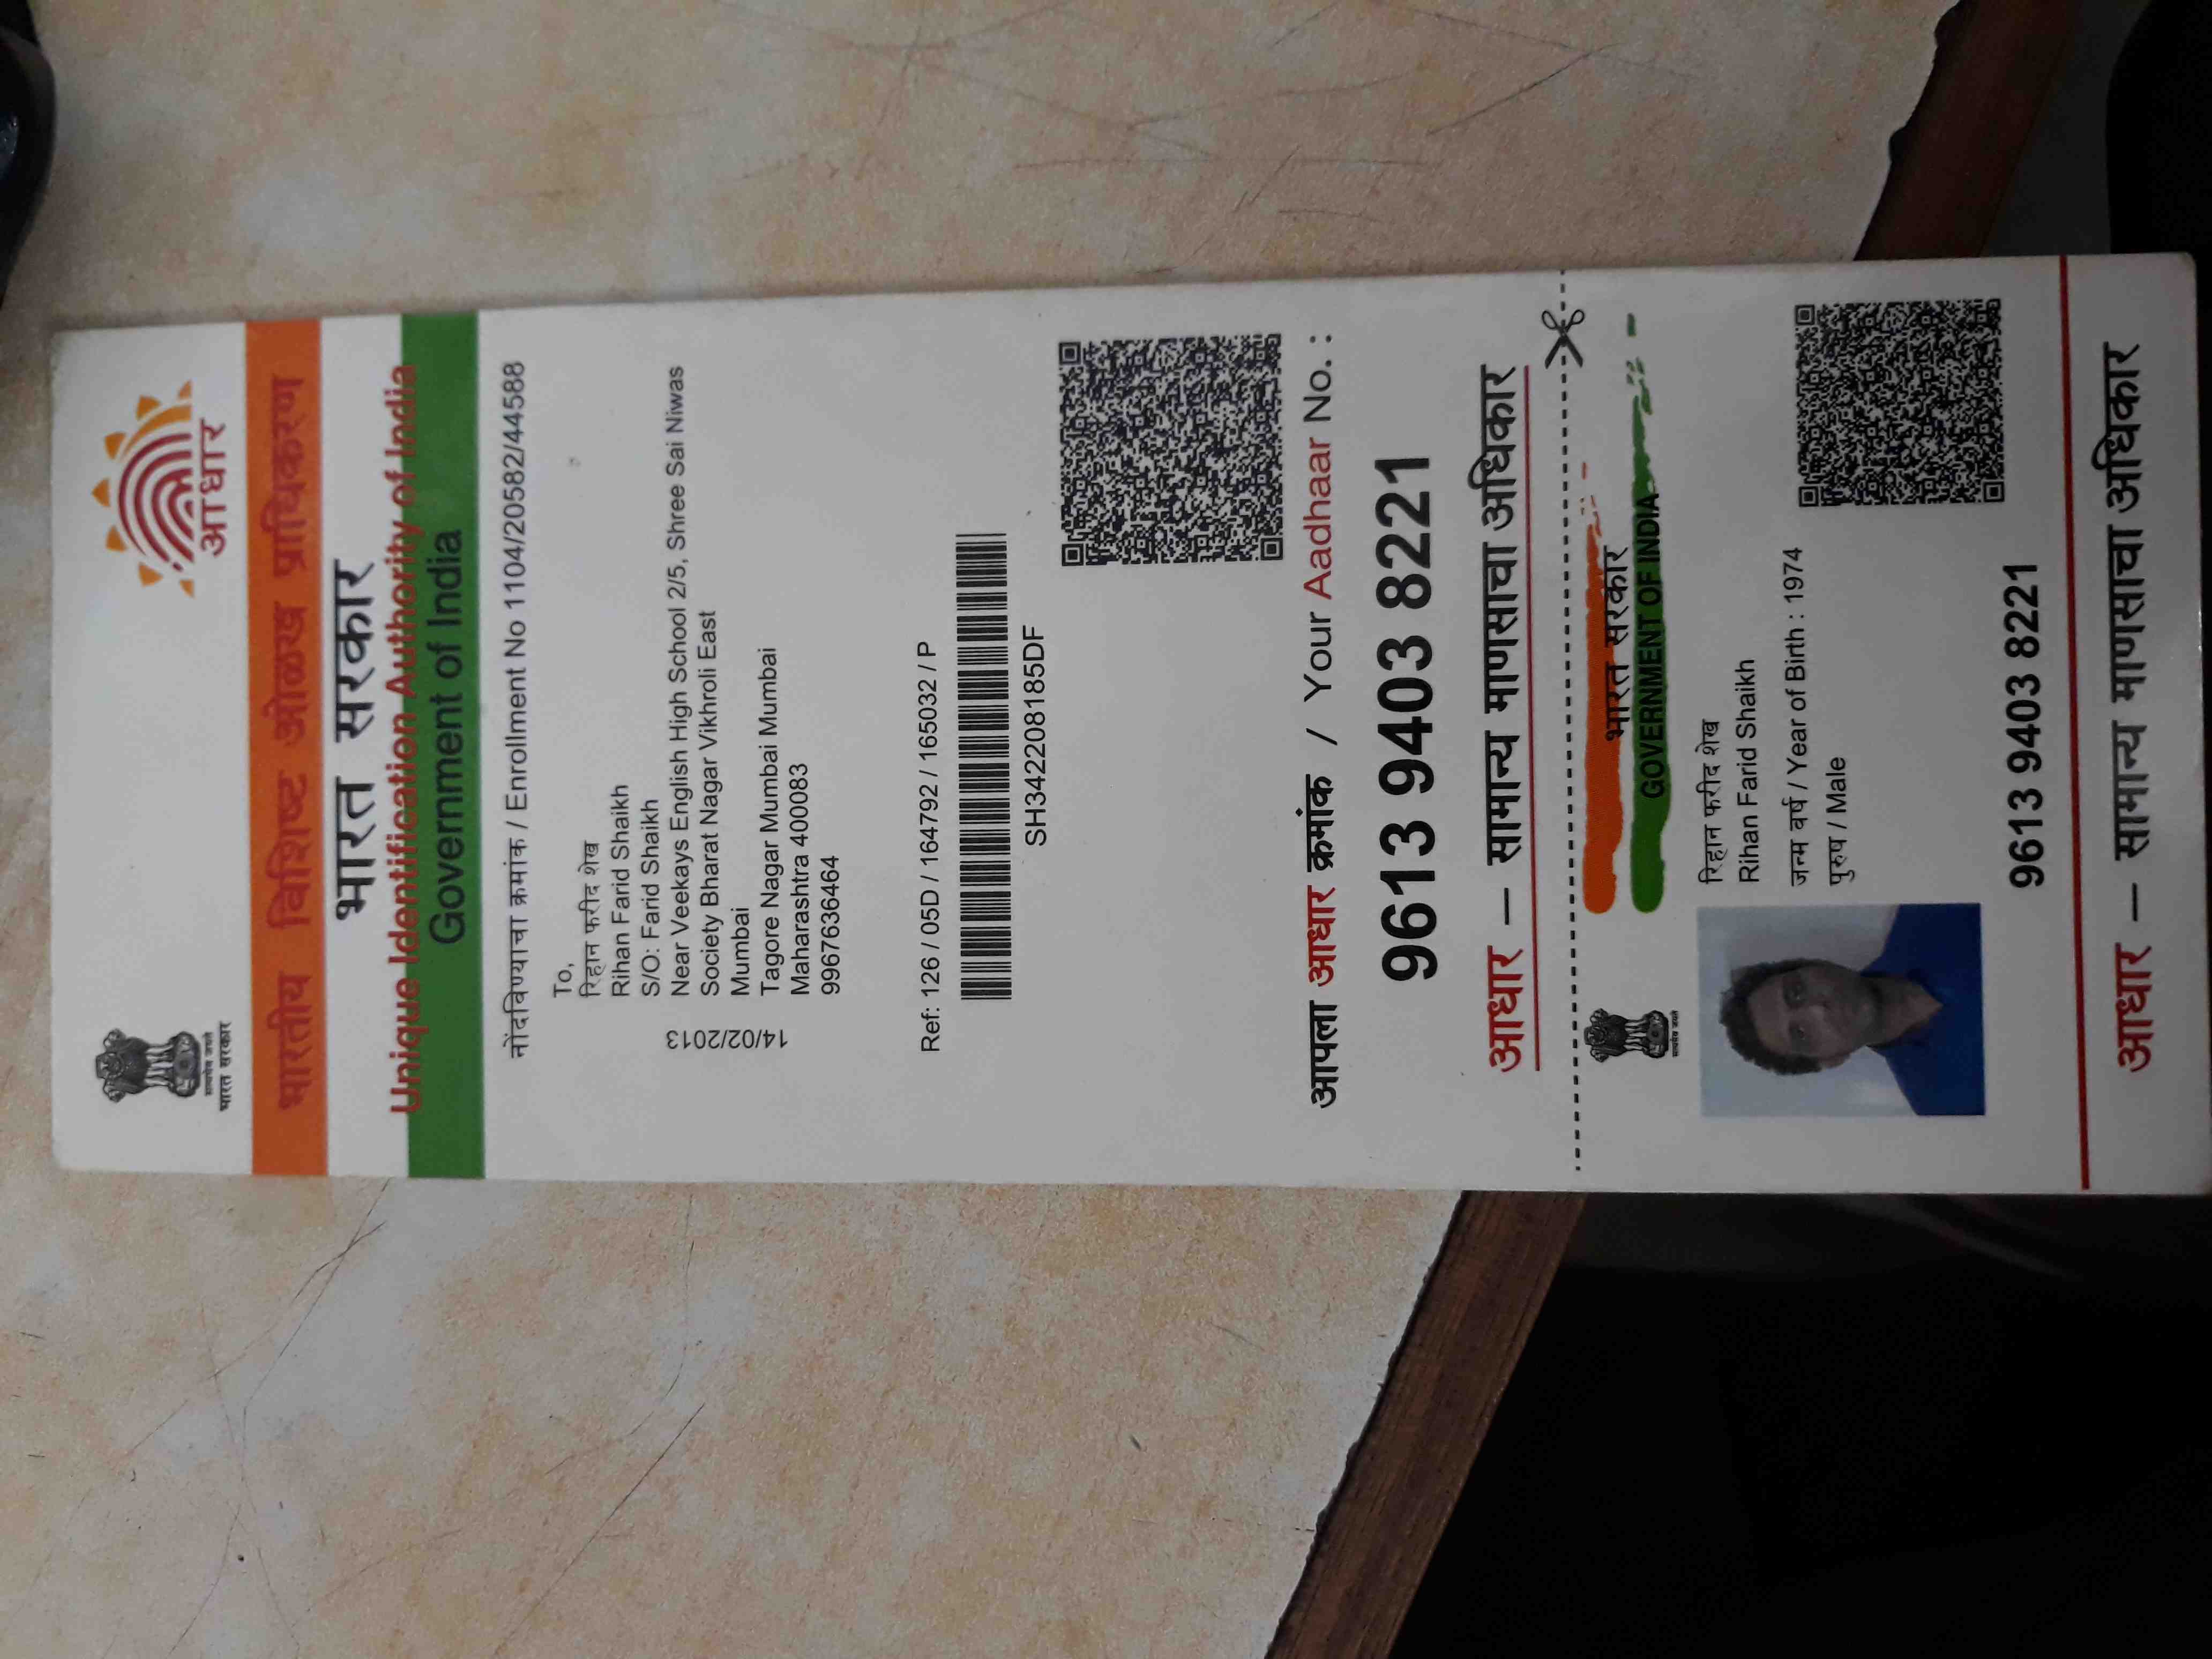 सत्यमेव जयते
भारत सरकार
आधार
भारतीय विशिष्ट ओळख प्राधिकरण
भारत सरकार
Unique Identification Authority of India
Government of India
नोंदविण्याचा क्रमांक / Enrollment No 1104/20582/44588
To,
रिहान फरीद शेख
Rihan Farid Shaikh
S/O: Farid Shaikh
Near Veekays English High School 2/5, Shree Sai Niwas
Society Bharat Nagar Vikhroli East
Mumbai
Tagore Nagar Mumbai Mumbai
Maharashtra 400083
9967636464
14/02/2013
Ref: 126 / 05D / 164792 / 165032 / P
SH342208185DF
आपला आधार क्रमांक / Your Aadhaar No. :
9613 9403 8221
आधार – सामान्य माणसाचा अधिकार
भारत सरकार
GOVERNMENT OF INDIA
सत्यमेव जयते
रिहान फरीद शेख
Rihan Farid Shaikh
जन्म वर्ष / Year of Birth : 1974
पुरुष / Male
9613 9403 8221
आधार – सामान्य माणसाचा अधिकार